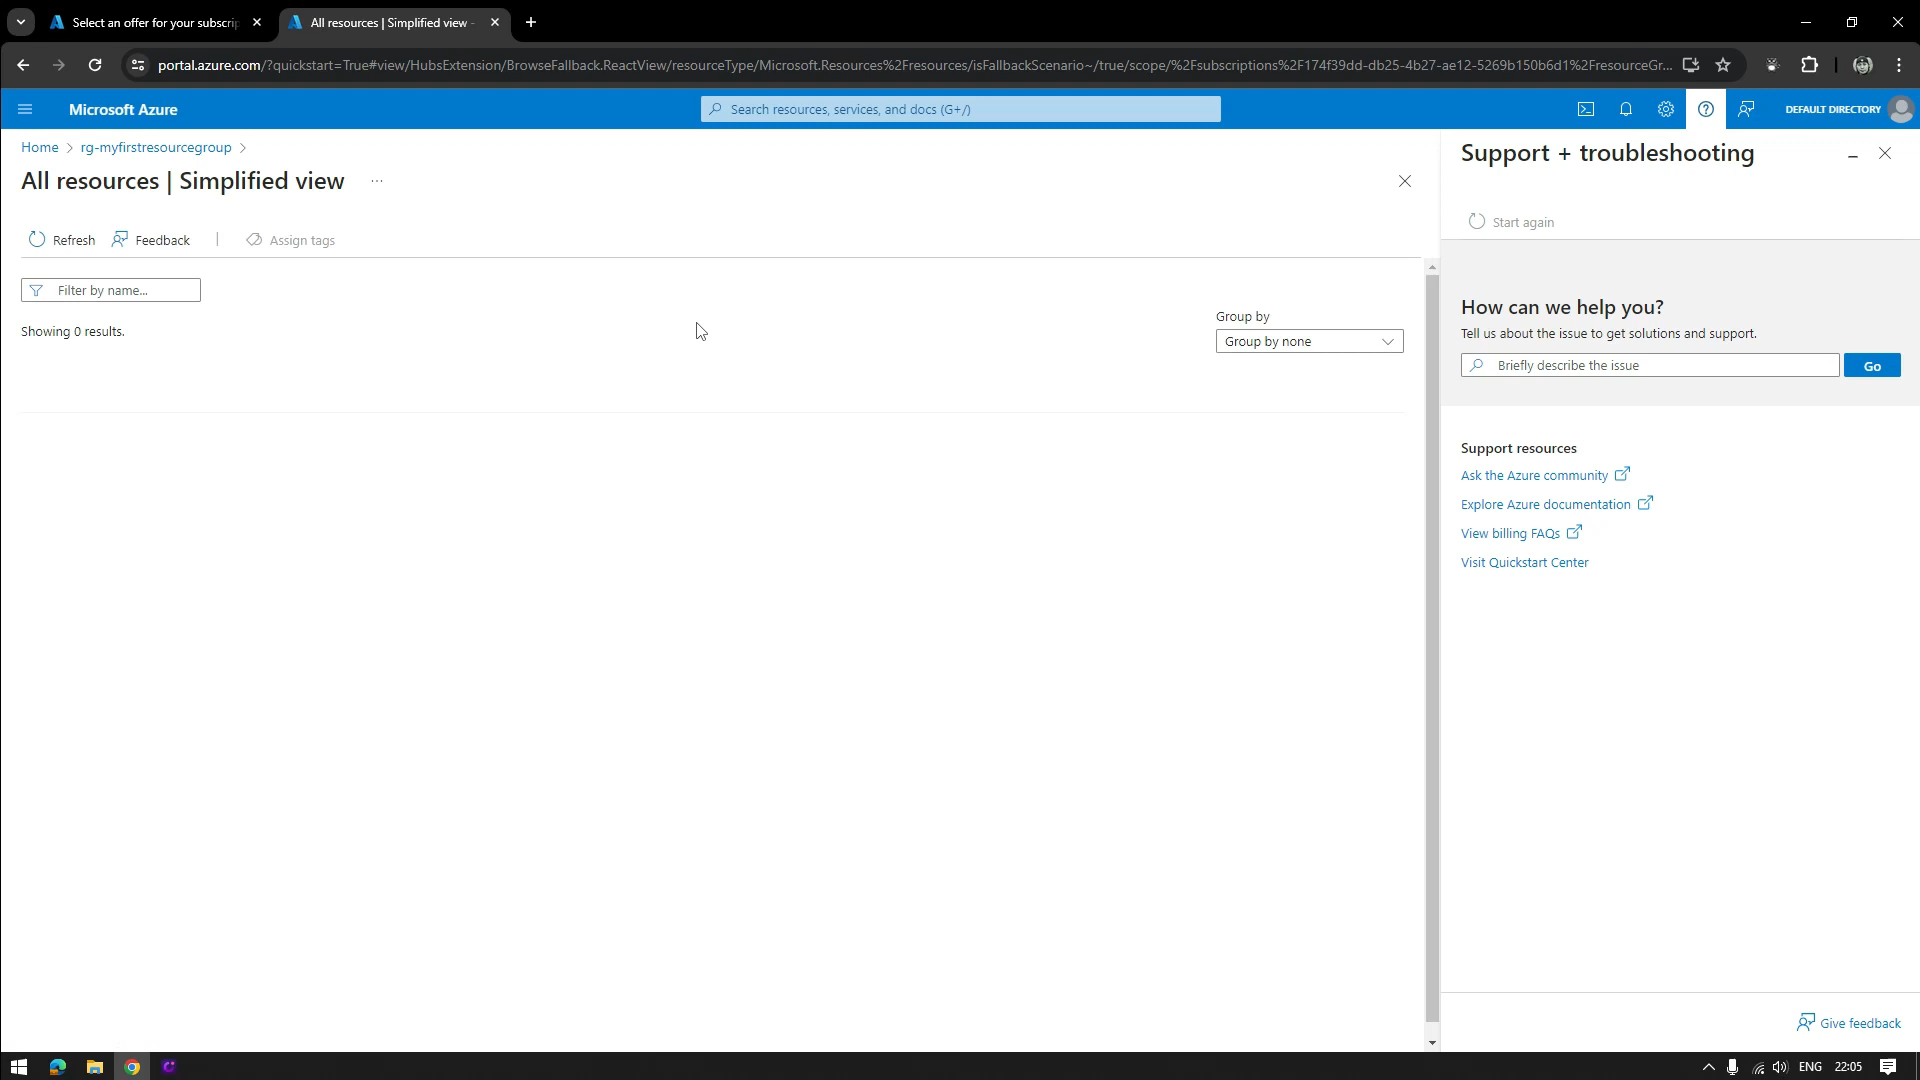 Select an offer for your subscrip
All resources | Simplified view -
portal.azure.com/?quickstart=True#view/HubsExtension/BrowseFallback.ReactView/resourceType/Microsoft.Resources%2Fresources/isFallbackScenario~/true/scope/%2Fsubscriptions%2F174f39dd-db25-4b27-ae12-5269b150b6d1%2FresourceGr...
Microsoft Azure
Search resources, services, and docs (G+/)
DEFAULT DIRECTORY
Home > rg-myfirstresourcegroup >
All resources | Simplified view ...
Refresh
Feedback
Assign tags
Filter by name...
Showing 0 results.
Group by
Group by none
Support + troubleshooting
Start again
How can we help you?
Tell us about the issue to get solutions and support.
Briefly describe the issue
Go
Support resources
Ask the Azure community
Explore Azure documentation
View billing FAQs
Visit Quickstart Center
Give feedback
ENG
22:05